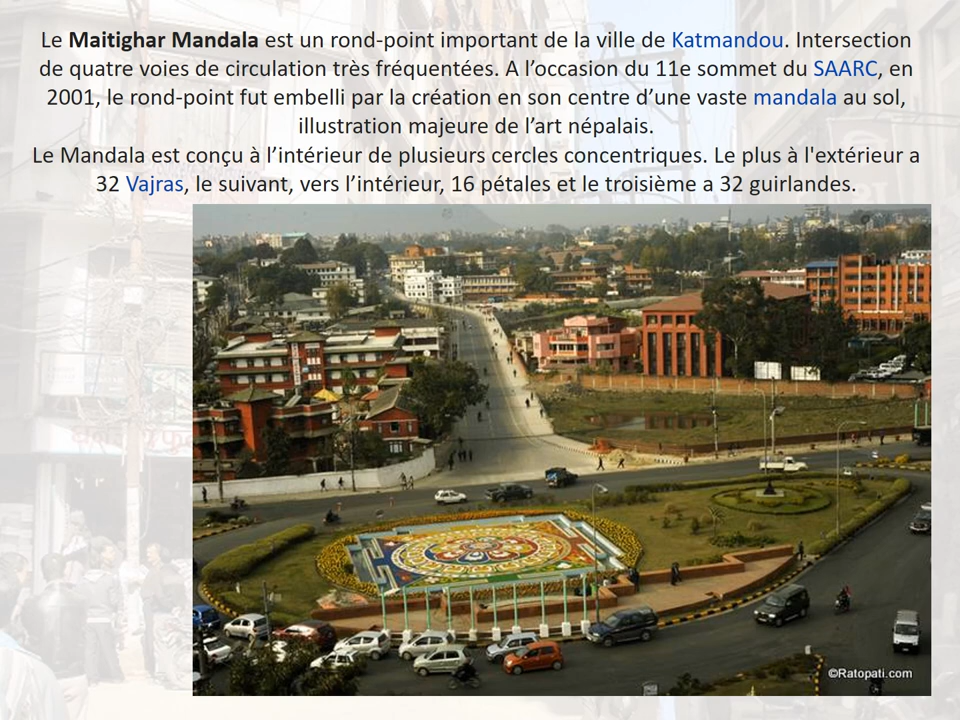 Le Maitighar Mandala est un rond-point important de la ville de Katmandou. Intersection
de quatre voies de circulation très fréquentées. A l’occasion du 11e sommet du SAARC, en
2001, le rond-point fut embelli par la création en son centre d’une vaste mandala au sol,
illustration majeure de l’art népalais.
Le Mandala est conçu à l’intérieur de plusieurs cercles concentriques. Le plus à l'extérieur a
32 Vajras, le suivant, vers l’intérieur, 16 pétales et le troisième a 32 guirlandes.
©Ratopati.com